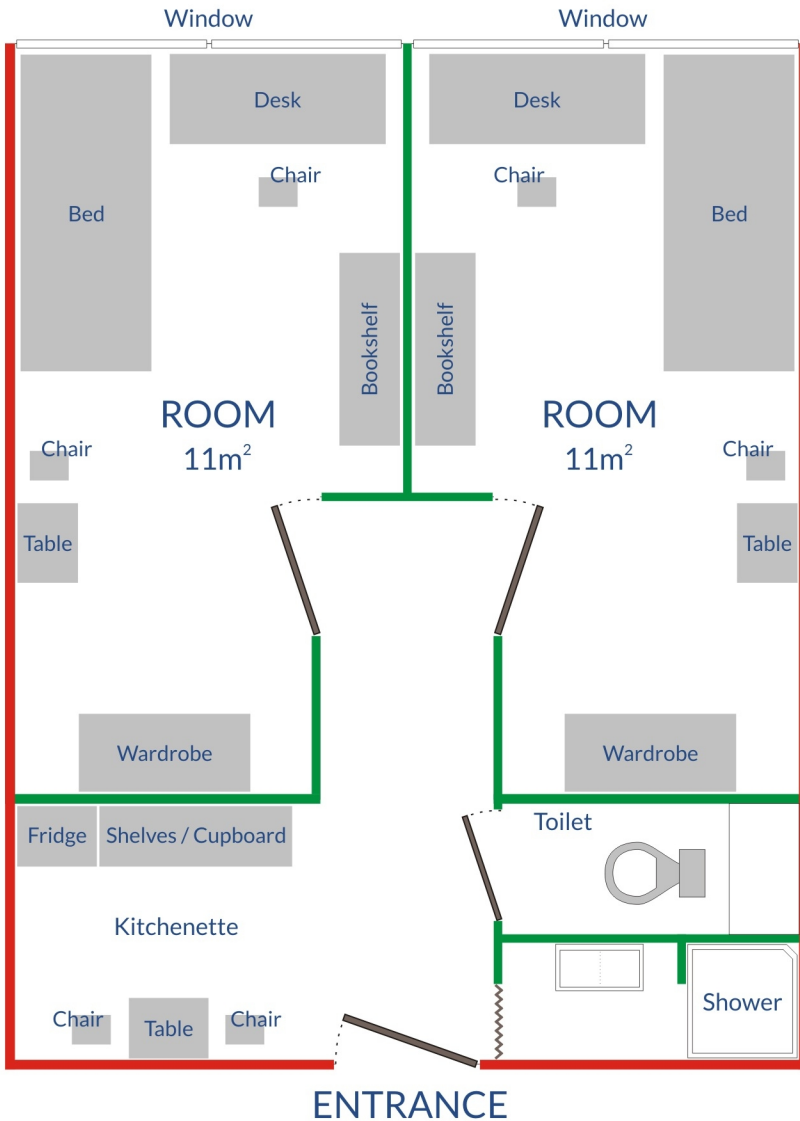 Window
Window
Desk
Desk
Chair
Chair
Bed
Bed
Bookshelf
Bookshelf
ROOM
11m²
ROOM
11m²
Chair
Chair
Table
Table
Wardrobe
Wardrobe
Toilet
Fridge
Shelves / Cupboard
Kitchenette
Shower
Chair
Table
Chair
ENTRANCE